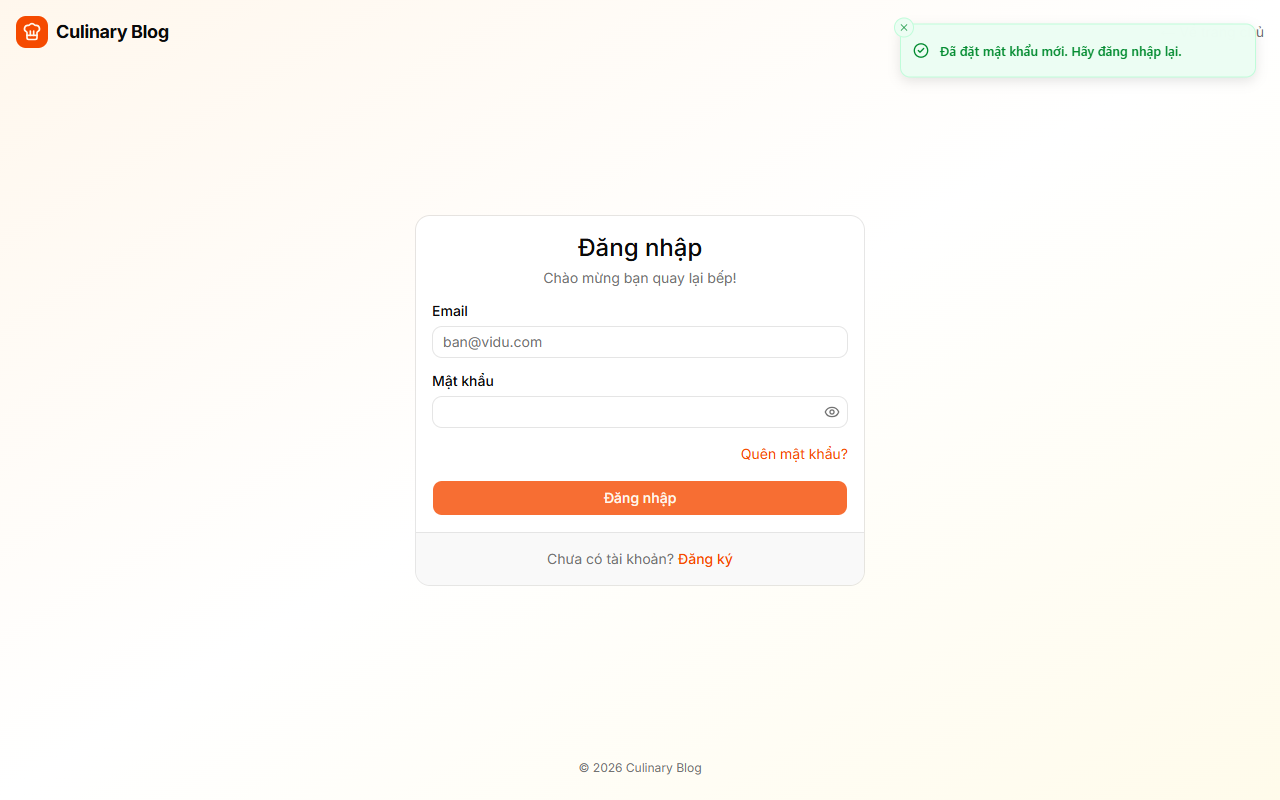 Culinary Blog
Đã đặt mật khẩu mới. Hãy đăng nhập lại.
Đăng nhập
Chào mừng bạn quay lại bếp!
Email
ban@vidu.com
Mật khẩu
Quên mật khẩu?
Đăng nhập
Chưa có tài khoản? Đăng ký
© 2026 Culinary Blog